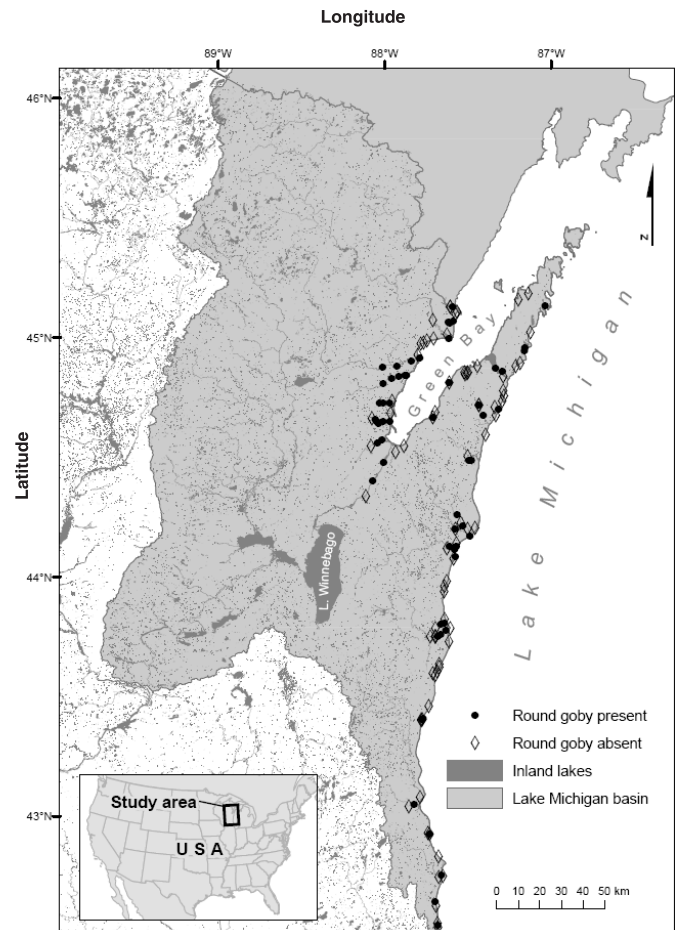 Longitude
89°W
88°W
87°W
46°N
45°N
44°N
43°N
Latitude
z
Green Bay
Lake Michigan
L. Winnebago
Round goby present
Round goby absent
Inland lakes
Lake Michigan basin
Study area
USA
0 10 20 30 40 50 km